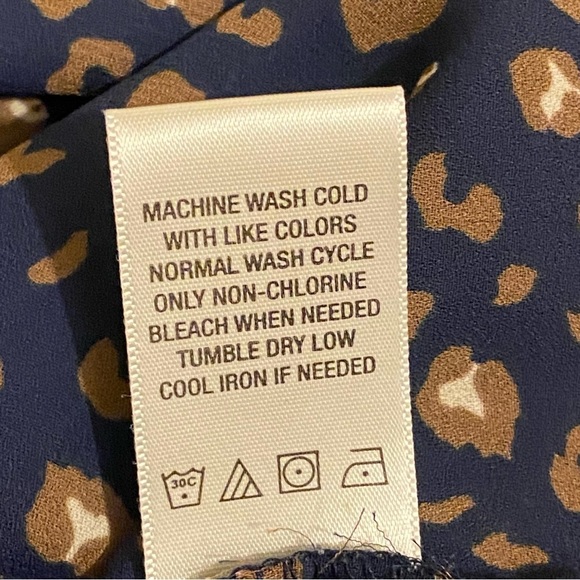 MACHINE WASH COLD
WITH LIKE COLORS
NORMAL WASH CYCLE
ONLY NON-CHLORINE
BLEACH WHEN NEEDED
TUMBLE DRY LOW
COOL IRON IF NEEDED
30C